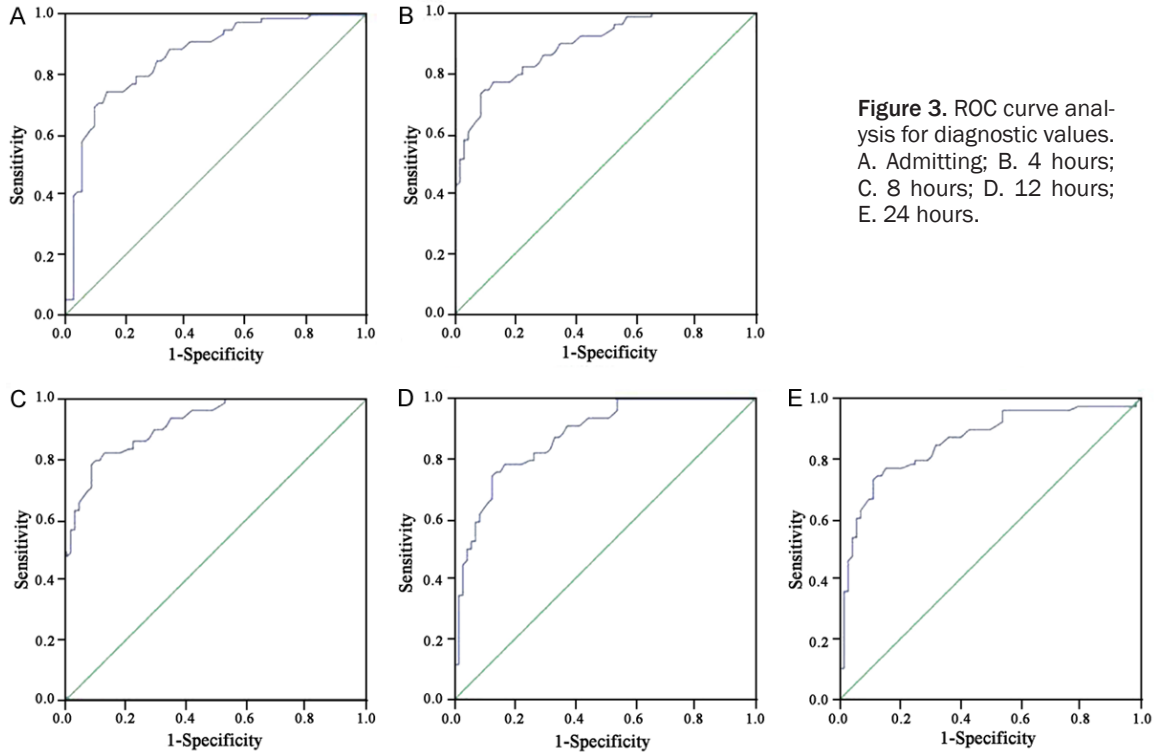 A
1.0
0.8
0.6
0.4
0.2
0.0
Sensitivity
0.0 0.2 0.4 0.6 0.8 1.0
1-Specificity
B
1.0
0.8
0.6
0.4
0.2
0.0
Sensitivity
0.0 0.2 0.4 0.6 0.8 1.0
1-Specificity
Figure 3. ROC curve anal-
ysis for diagnostic values.
A. Admitting; B. 4 hours;
C. 8 hours; D. 12 hours;
E. 24 hours.
C
1.0
0.8
0.6
0.4
0.2
0.0
Sensitivity
0.0 0.2 0.4 0.6 0.8 1.0
1-Specificity
D
1.0
0.8
0.6
0.4
0.2
0.0
Sensitivity
0.0 0.2 0.4 0.6 0.8 1.0
1-Specificity
E
1.0
0.8
0.6
0.4
0.2
0.0
Sensitivity
0.0 0.2 0.4 0.6 0.8 1.0
1-Specificity